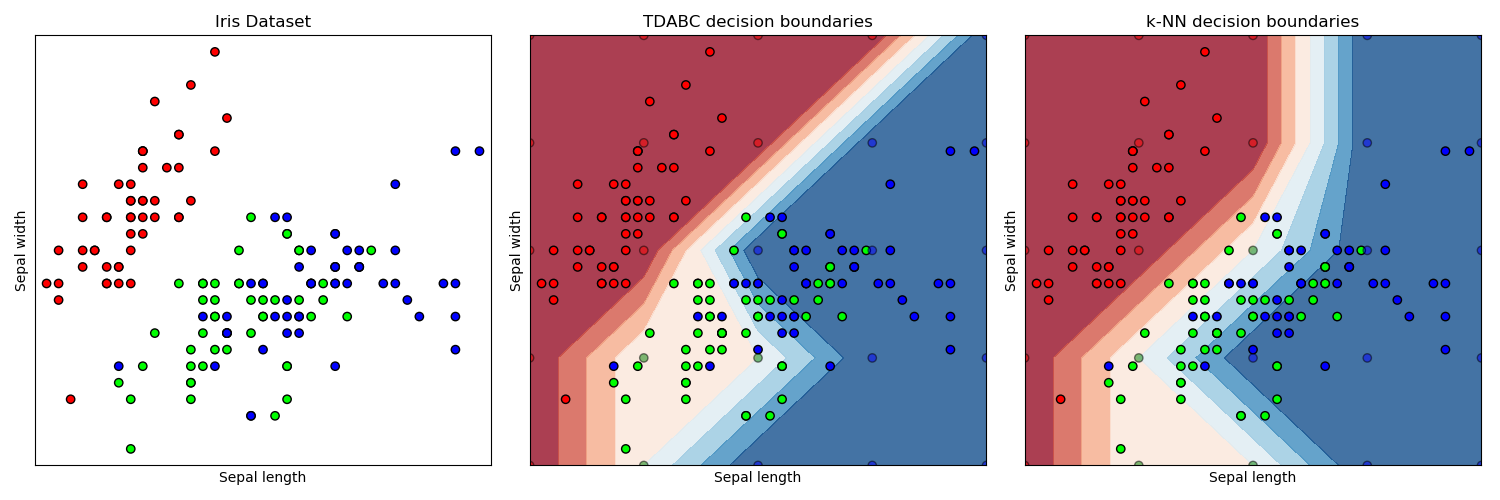 Iris Dataset
Sepal width
Sepal length
TDABC decision boundaries
Sepal width
Sepal length
k-NN decision boundaries
Sepal width
Sepal length